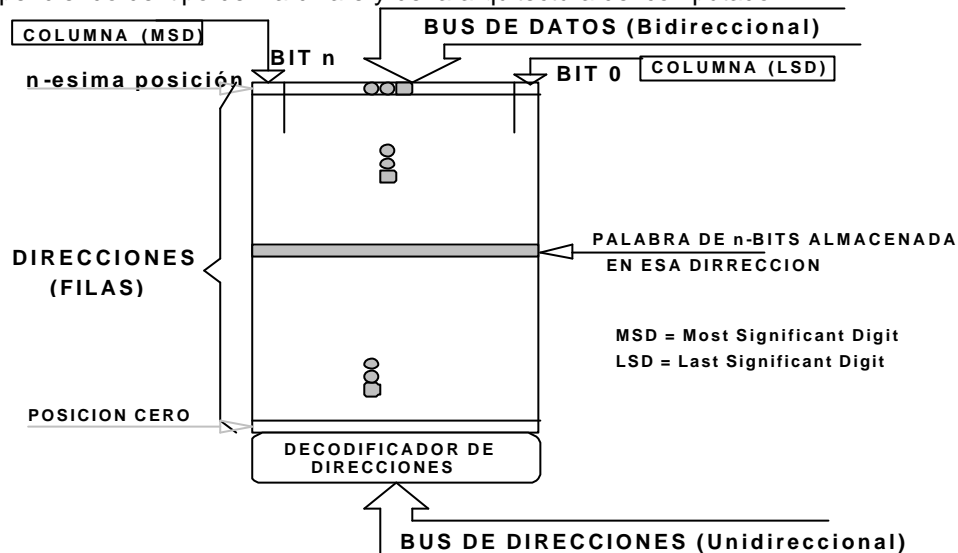 COLUMNA (MSD)
BUS DE DATOS (Bidireccional)
BIT n
BIT 0
COLUMNA (LSD)
n-esima posición
DIRECCIONES
(FILAS)
PALABRA DE n-BITS ALMACENADA
EN ESA DIRRECCION
MSD = Most Significant Digit
LSD = Last Significant Digit
POSICION CERO
DECODIFICADOR DE
DIRECCIONES
BUS DE DIRECCIONES (Unidireccional)